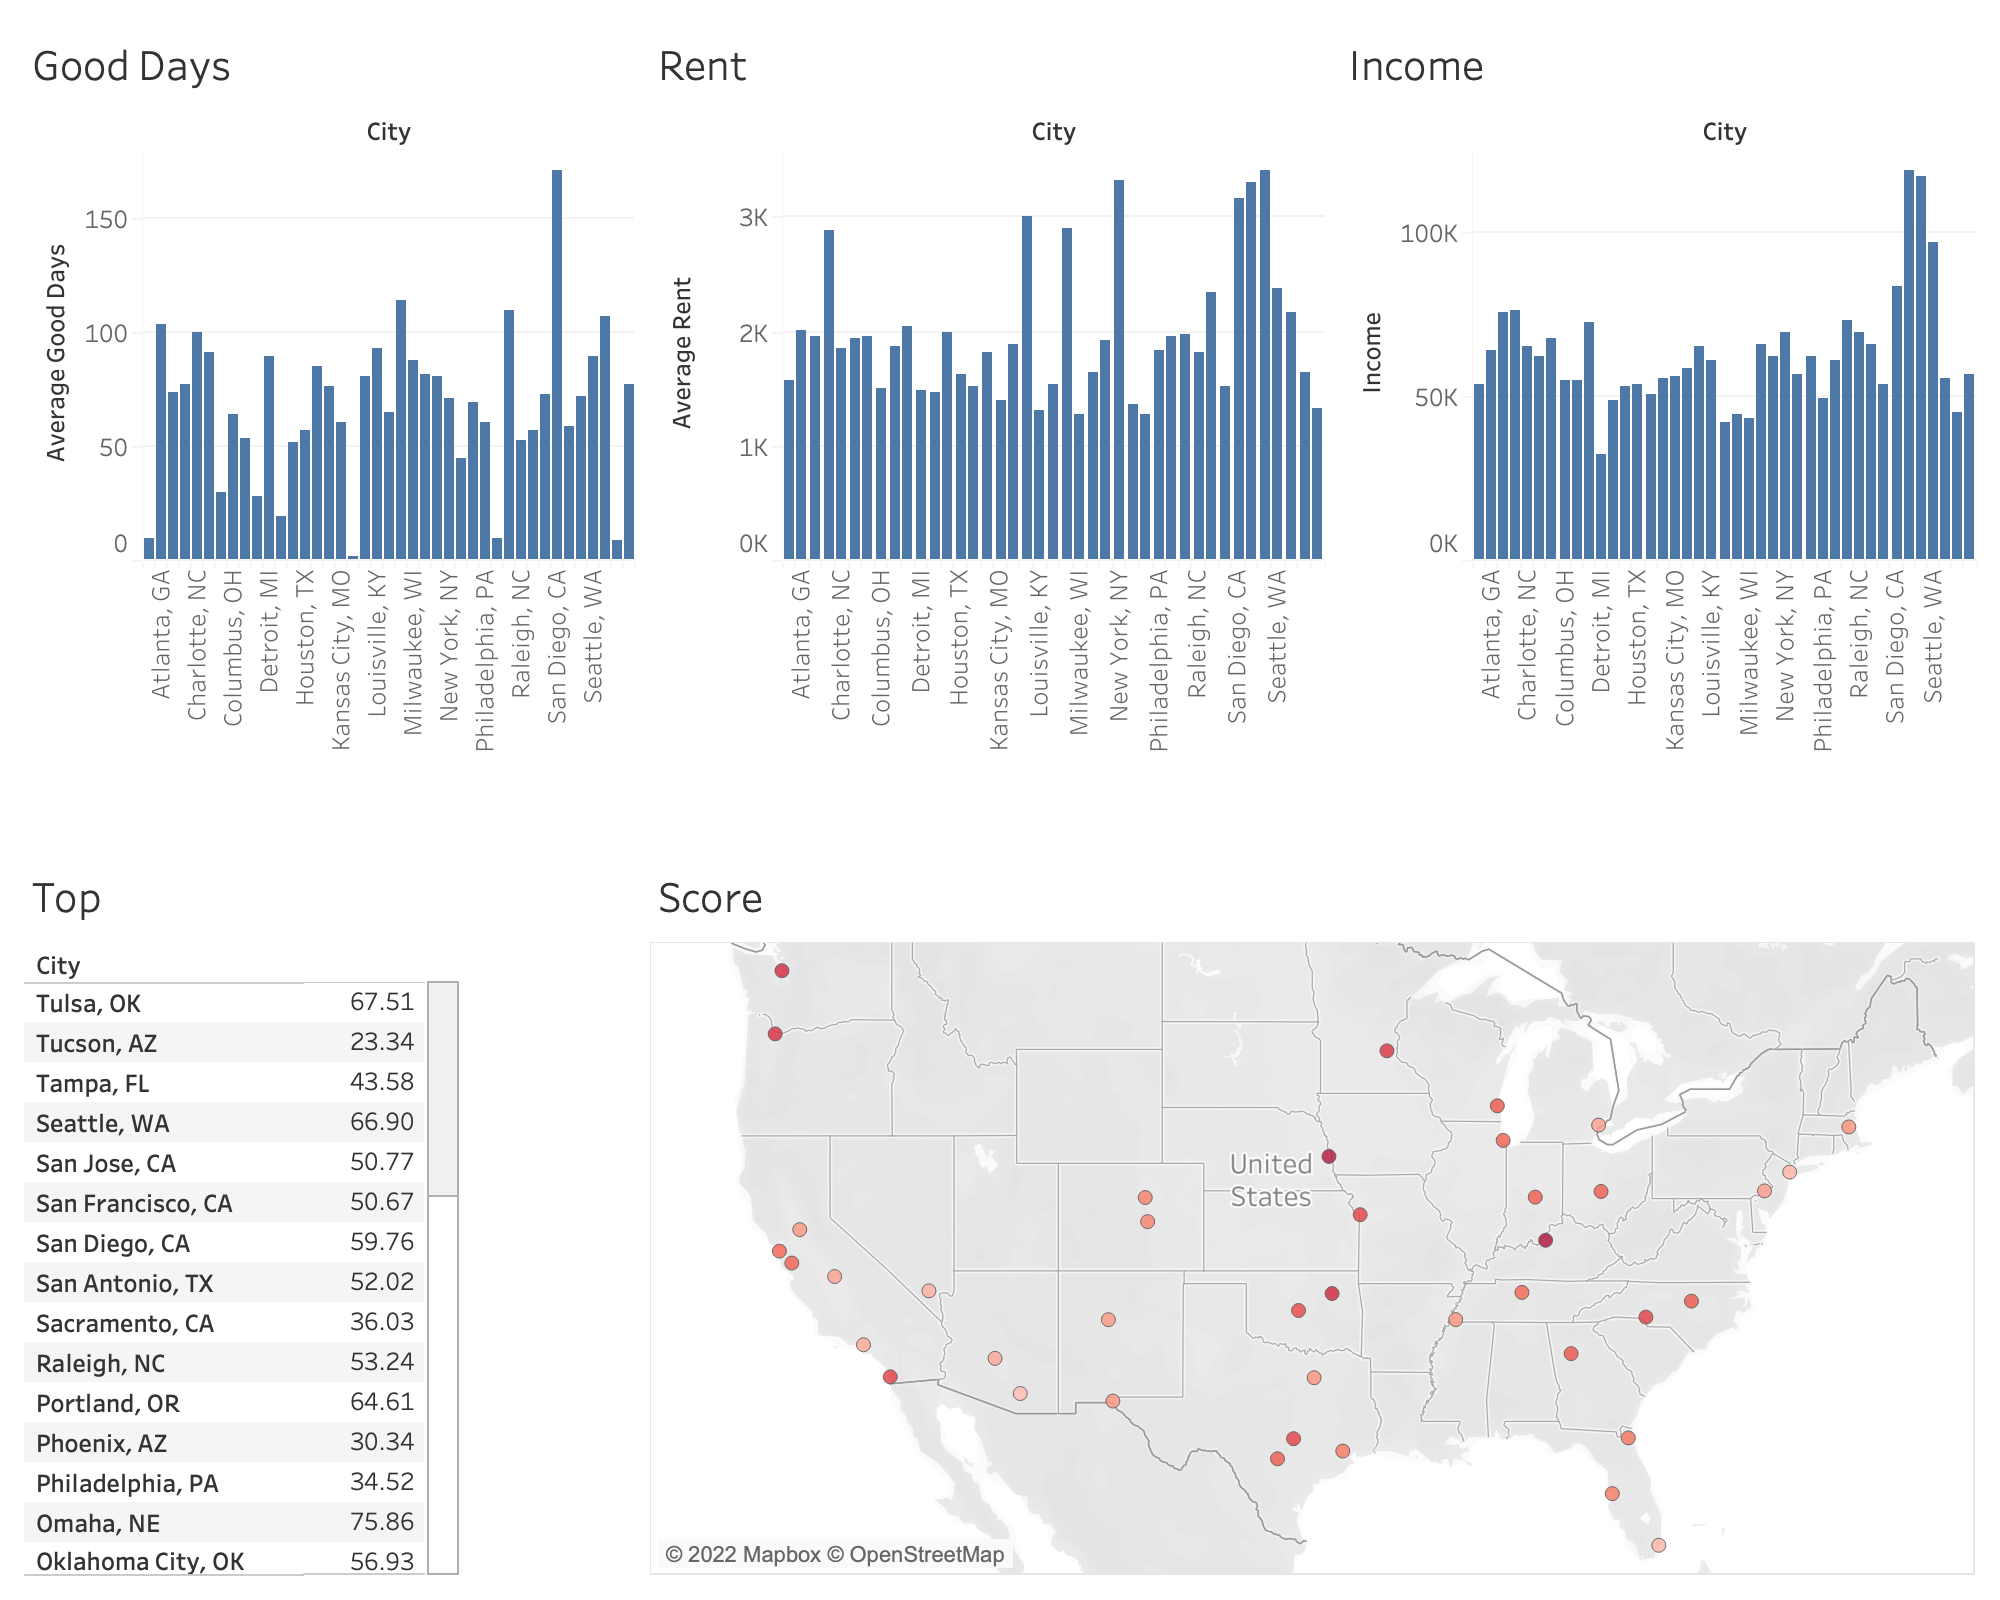 Good Days
City
Average Good Days
150
100
50
0
Atlanta, GA
Charlotte, NC
Columbus, OH
Detroit, MI
Houston, TX
Kansas City, MO
Louisville, KY
Milwaukee, WI
New York, NY
Philadelphia, PA
Raleigh, NC
San Diego, CA
Seattle, WA
Rent
City
Average Rent
3K
2K
1K
0K
Atlanta, GA
Charlotte, NC
Columbus, OH
Detroit, MI
Houston, TX
Kansas City, MO
Louisville, KY
Milwaukee, WI
New York, NY
Philadelphia, PA
Raleigh, NC
San Diego, CA
Seattle, WA
Income
City
Income
100K
50K
0K
Atlanta, GA
Charlotte, NC
Columbus, OH
Detroit, MI
Houston, TX
Kansas City, MO
Louisville, KY
Milwaukee, WI
New York, NY
Philadelphia, PA
Raleigh, NC
San Diego, CA
Seattle, WA
Top
City
Tulsa, OK 67.51
Tucson, AZ 23.34
Tampa, FL 43.58
Seattle, WA 66.90
San Jose, CA 50.77
San Francisco, CA 50.67
San Diego, CA 59.76
San Antonio, TX 52.02
Sacramento, CA 36.03
Raleigh, NC 53.24
Portland, OR 64.61
Phoenix, AZ 30.34
Philadelphia, PA 34.52
Omaha, NE 75.86
Oklahoma City, OK 56.93
Score
United
States
© 2022 Mapbox © OpenStreetMap